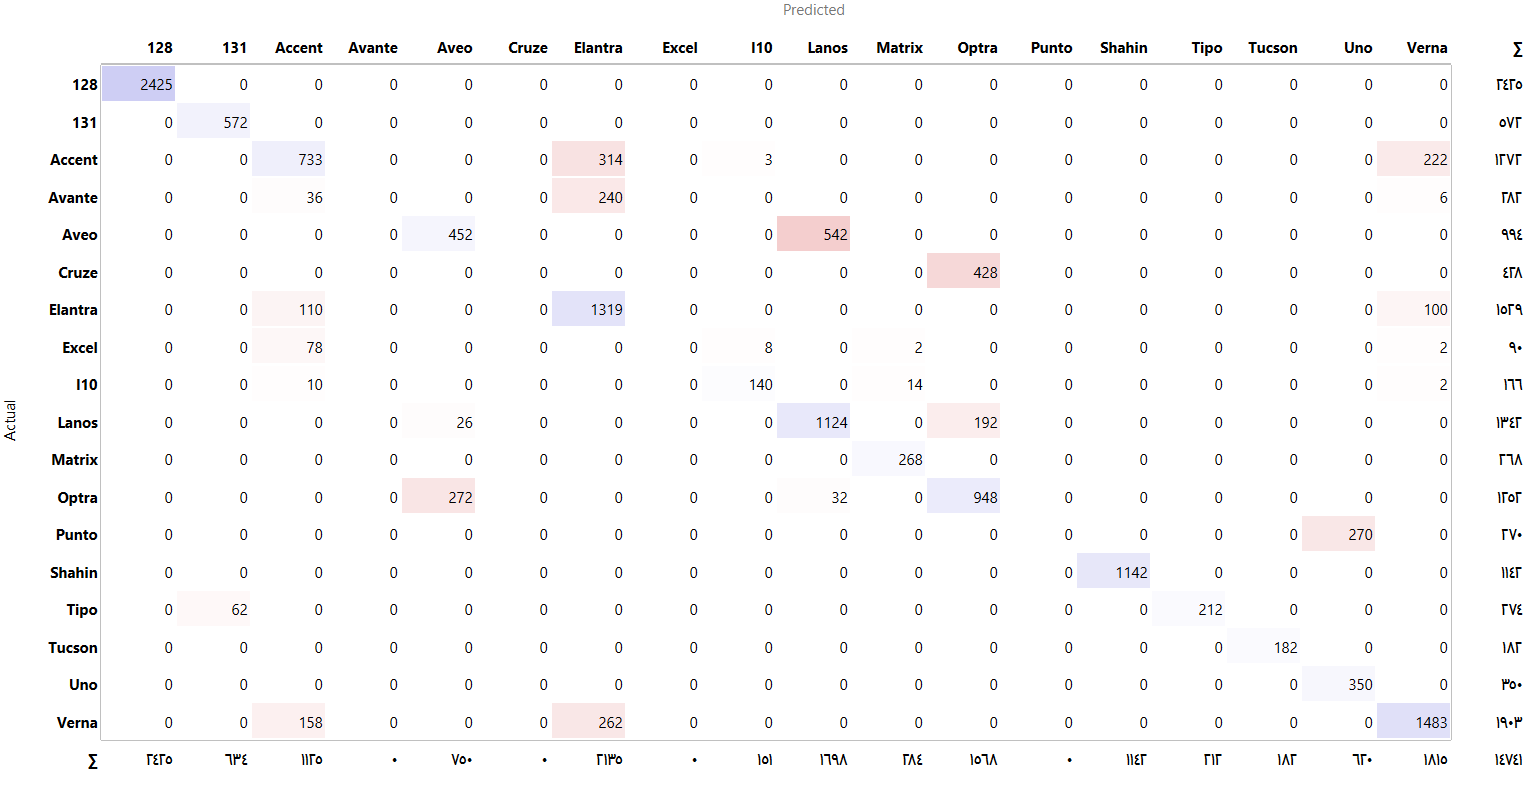 Predicted
128 131 Accent Avante Aveo Cruze Elantra Excel I10 Lanos Matrix Optra Punto Shahin Tipo Tucson Uno Verna ∑
128 2425 0 0 0 0 0 0 0 0 0 0 0 0 0 0 0 0 0 ٢٤٢٥
131 0 572 0 0 0 0 0 0 0 0 0 0 0 0 0 0 0 0 ٥٧٢
Accent 0 0 733 0 0 0 314 0 3 0 0 0 0 0 0 0 0 222 ١٢٧٢
Avante 0 0 36 0 0 0 240 0 0 0 0 0 0 0 0 0 0 6 ٢٨٢
Aveo 0 0 0 0 452 0 0 0 0 542 0 0 0 0 0 0 0 0 ٩٩٤
Cruze 0 0 0 0 0 0 0 0 0 0 0 428 0 0 0 0 0 0 ٤٢٨
Elantra 0 0 110 0 0 0 1319 0 0 0 0 0 0 0 0 0 0 100 ١٥٢٩
Excel 0 0 78 0 0 0 0 0 8 0 2 0 0 0 0 0 0 2 ٩٠
I10 0 0 10 0 0 0 0 0 140 0 14 0 0 0 0 0 0 2 ١٦٦
Actual
Lanos 0 0 0 0 26 0 0 0 0 1124 0 192 0 0 0 0 0 0 ١٣٤٢
Matrix 0 0 0 0 0 0 0 0 0 0 268 0 0 0 0 0 0 0 ٢٦٨
Optra 0 0 0 0 272 0 0 0 0 32 0 948 0 0 0 0 0 0 ١٢٥٢
Punto 0 0 0 0 0 0 0 0 0 0 0 0 0 0 0 0 270 0 ٢٧٠
Shahin 0 0 0 0 0 0 0 0 0 0 0 0 0 1142 0 0 0 0 ١١٤٢
Tipo 0 62 0 0 0 0 0 0 0 0 0 0 0 0 212 0 0 0 ٢٧٤
Tucson 0 0 0 0 0 0 0 0 0 0 0 0 0 0 0 182 0 0 ١٨٢
Uno 0 0 0 0 0 0 0 0 0 0 0 0 0 0 0 0 350 0 ٣٥٠
Verna 0 0 158 0 0 0 262 0 0 0 0 0 0 0 0 0 0 1483 ١٩٠٣
∑ ٢٤٢٥ ٦٣٤ ١١٢٥ ٠ ٧٥٠ ٠ ٢١٣٥ ٠ ١٥١ ١٦٩٨ ٢٨٤ ١٥٦٨ ٠ ١١٤٢ ٢١٢ ١٨٢ ٦٢٠ ١٨١٥ ١٤٧٤١